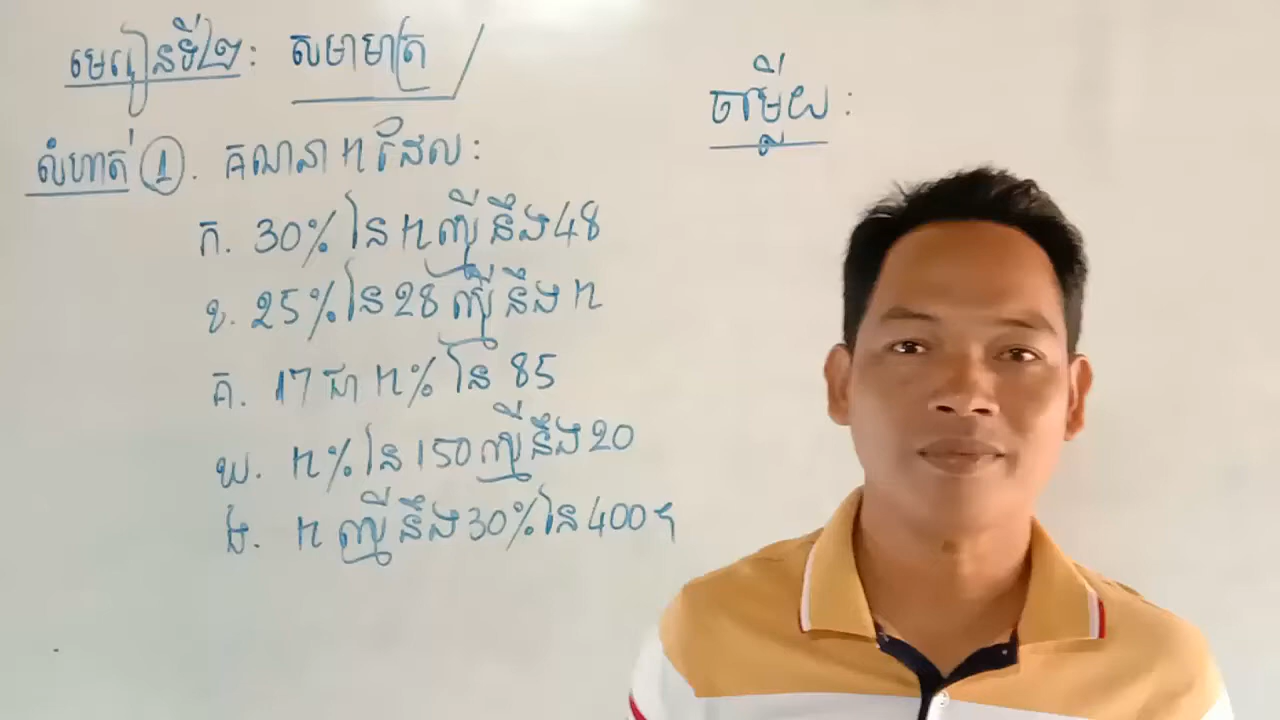 មេរៀនទី២: សមាមាត្រ
លំហាត់ 1. គណនា n ដែល:
ក. 30% នៃ n ស្មើនឹង 48
ខ. 25% នៃ 28 ស្មើនឹង n
គ. 17 ជា n% នៃ 85
ឃ. n% នៃ 150 ស្មើនឹង 20
ង. n ស្មើនឹង 30% នៃ 400។
ចម្លើយ: